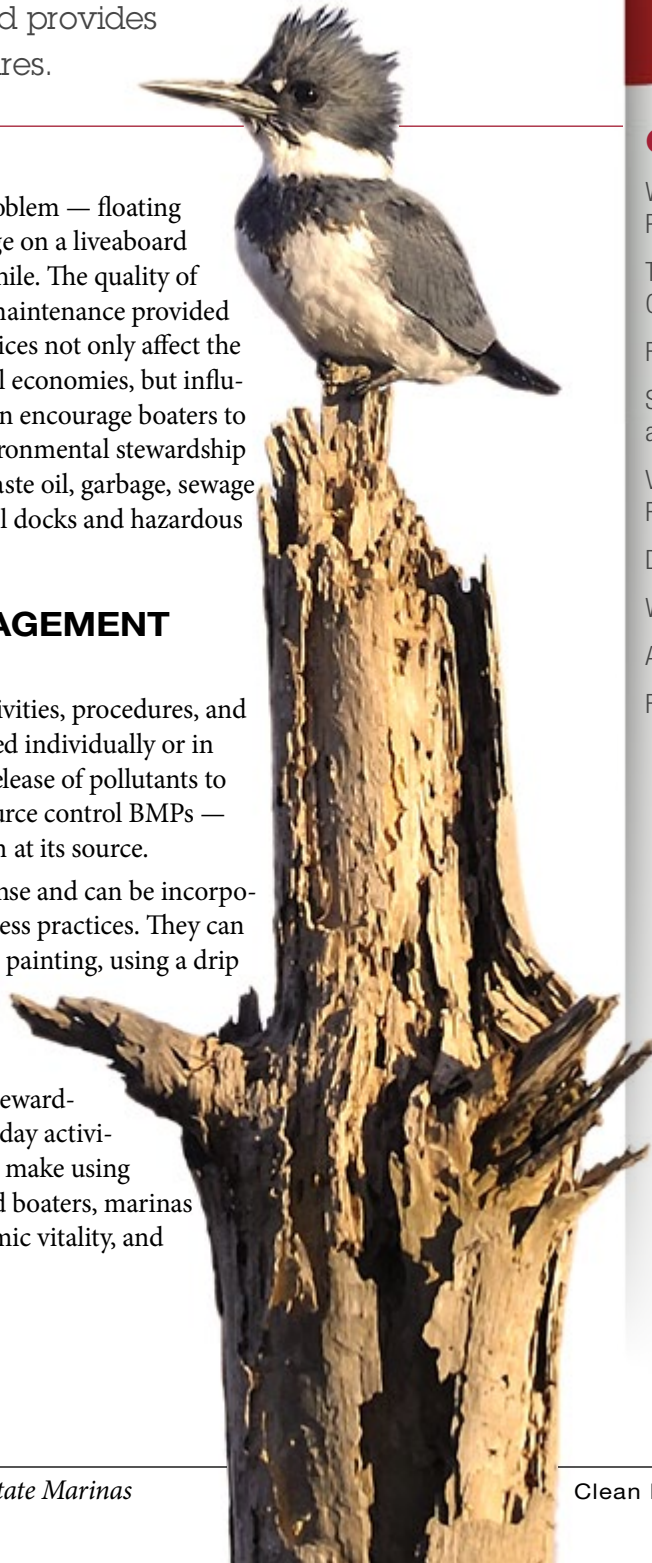 d provides
res.
oblem — floating
ge on a liveaboard
hile. The quality of
naintenance provided
ices not only affect the
l economies, but influ-
n encourage boaters to
ronmental stewardship
aste oil, garbage, sewage
l docks and hazardous
AGEMENT
ivities, procedures, and
ed individually or in
elease of pollutants to
urce control BMPs —
n at its source.
nse and can be incorpo-
ess practices. They can
painting, using a drip
eward-
day activi-
make using
d boaters, marinas
mic vitality, and
tate Marinas
Clean